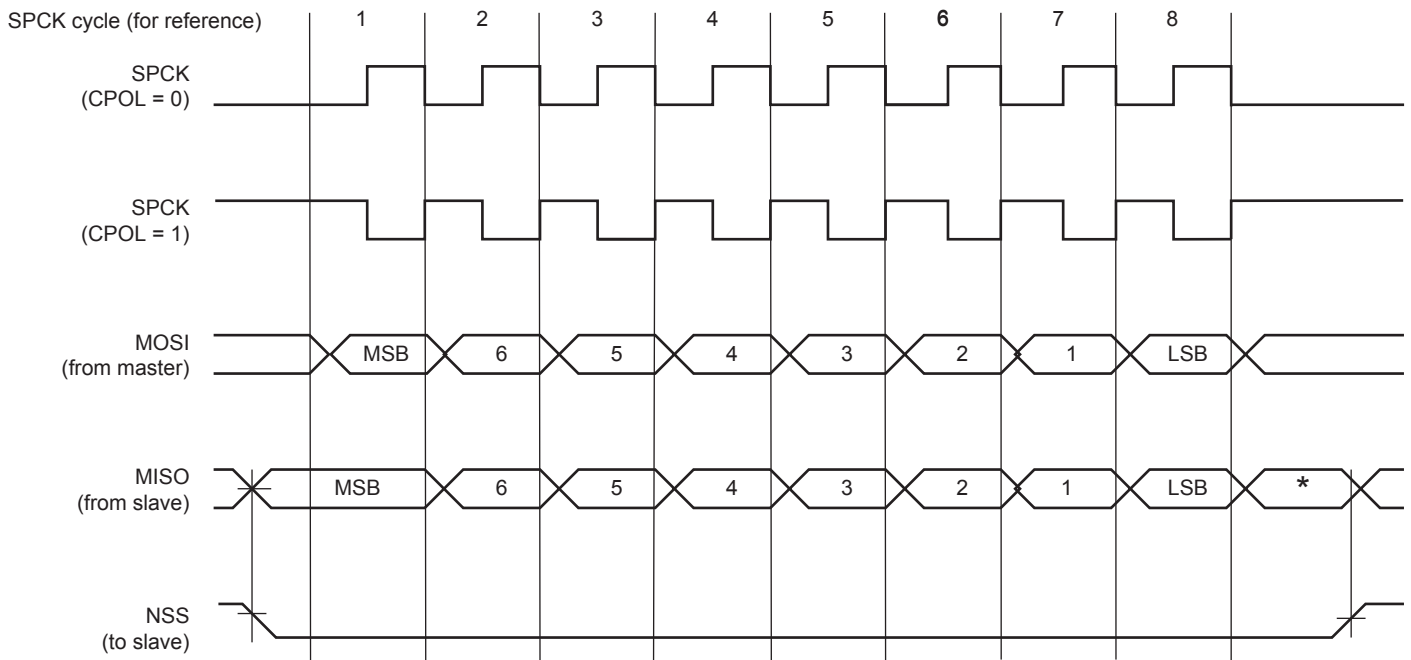 SPCK cycle (for reference) 1 2 3 4 5 6 7 8
SPCK
(CPOL = 0)
SPCK
(CPOL = 1)
MOSI
(from master)
MSB 6 5 4 3 2 1 LSB
MISO
(from slave)
MSB 6 5 4 3 2 1 LSB *
NSS
(to slave)